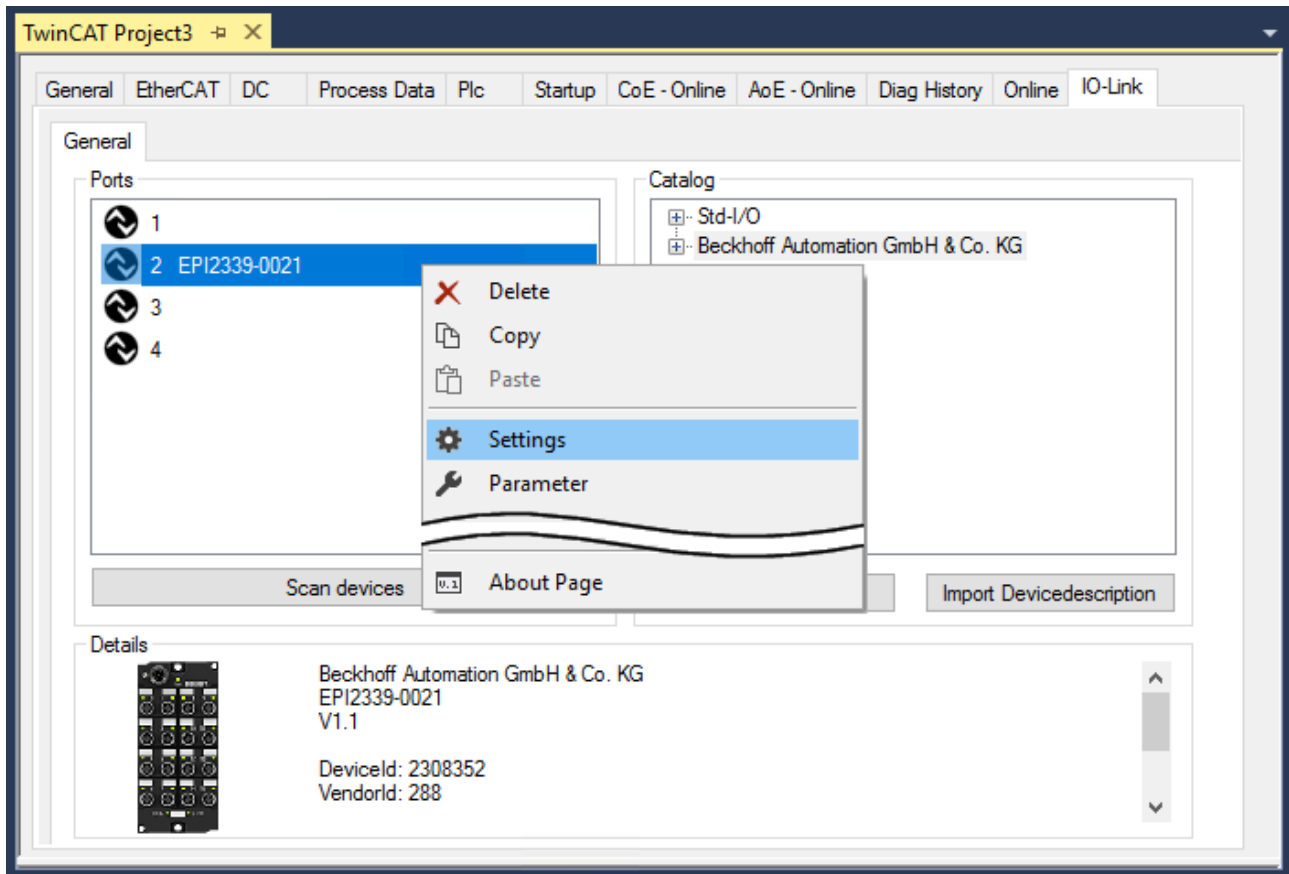 TwinCAT Project3
General EtherCAT DC Process Data Plc Startup CoE - Online AoE - Online Diag History Online IO-Link
General
Ports
1
2 EPI2339-0021
3
4
Catalog
Std-I/O
Beckhoff Automation GmbH & Co. KG
Delete
Copy
Paste
Settings
Parameter
V.1 About Page
Scan devices
Import Devicedescription
Details
Beckhoff Automation GmbH & Co. KG
EPI2339-0021
V1.1
DeviceId: 2308352
VendorId: 288